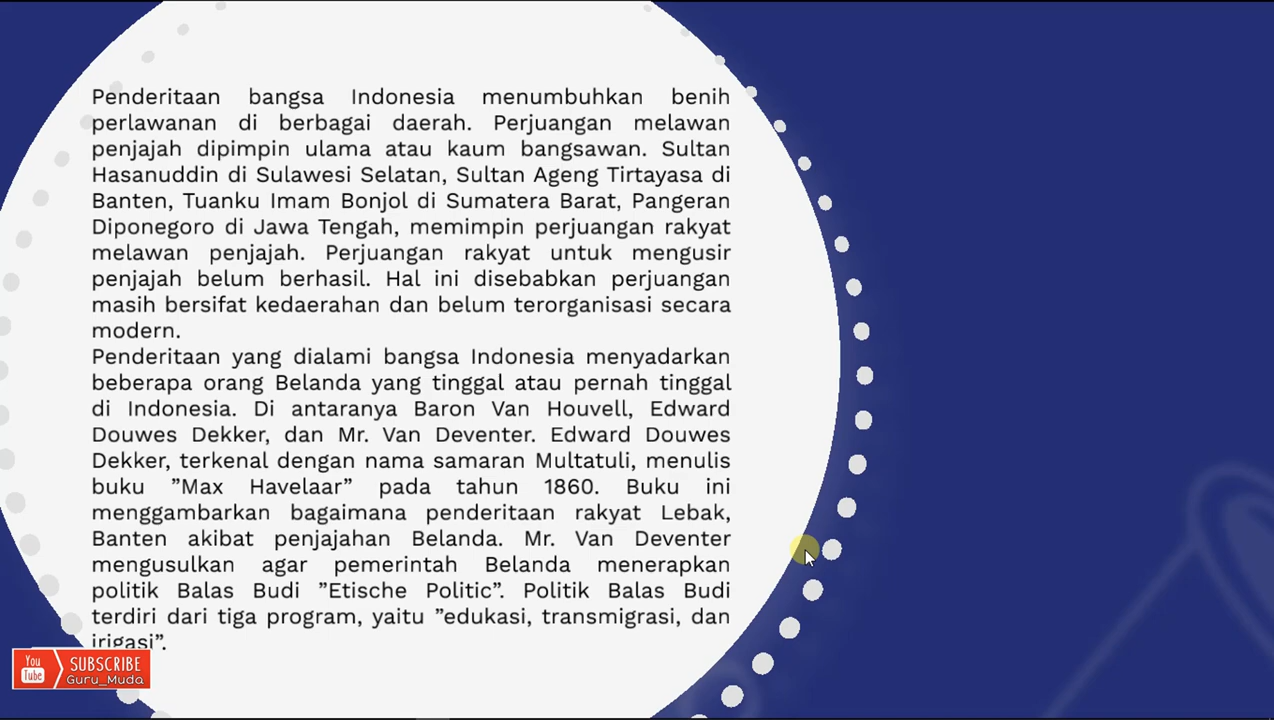 Penderitaan bangsa Indonesia menumbuhkan benih
perlawanan di berbagai daerah. Perjuangan melawan
penjajah dipimpin ulama atau kaum bangsawan. Sultan
Hasanuddin di Sulawesi Selatan, Sultan Ageng Tirtayasa di
Banten, Tuanku Imam Bonjol di Sumatera Barat, Pangeran
Diponegoro di Jawa Tengah, memimpin perjuangan rakyat
melawan penjajah. Perjuangan rakyat untuk mengusir
penjajah belum berhasil. Hal ini disebabkan perjuangan
masih bersifat kedaerahan dan belum terorganisasi secara
modern.
Penderitaan yang dialami bangsa Indonesia menyadarkan
beberapa orang Belanda yang tinggal atau pernah tinggal
di Indonesia. Di antaranya Baron Van Houvell, Edward
Douwes Dekker, dan Mr. Van Deventer. Edward Douwes
Dekker, terkenal dengan nama samaran Multatuli, menulis
buku ”Max Havelaar” pada tahun 1860. Buku ini
menggambarkan bagaimana penderitaan rakyat Lebak,
Banten akibat penjajahan Belanda. Mr. Van Deventer
mengusulkan agar pemerintah Belanda menerapkan
politik Balas Budi ”Etische Politic”. Politik Balas Budi
terdiri dari tiga program, yaitu ”edukasi, transmigrasi, dan
irigasi”.
You Tube SUBSCRIBE
Guru_Muda